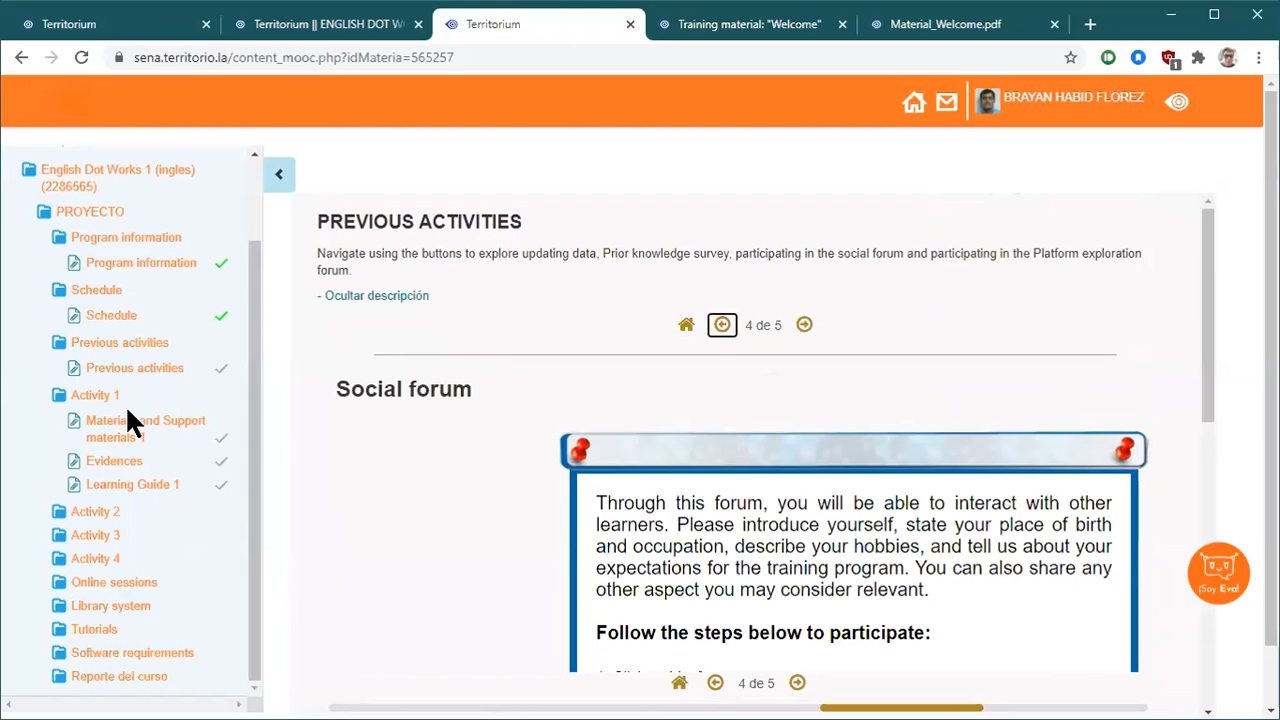 Territorium
Territorium || ENGLISH DOT W
Territorium
Training material: "Welcome"
Material_Welcome.pdf
sena.territorio.la/content_mooc.php?idMateria=565257
1
BRAYAN HABID FLOREZ
English Dot Works 1 (ingles)
(2286565)
PROYECTO
Program information
Program information
Schedule
Schedule
Previous activities
Previous activities
Activity 1
Material and Support
materials
Evidences
Learning Guide 1
Activity 2
Activity 3
Activity 4
Online sessions
Library system
Tutorials
Software requirements
Reporte del curso
PREVIOUS ACTIVITIES
Navigate using the buttons to explore updating data, Prior knowledge survey, participating in the social forum and participating in the Platform exploration
forum.
- Ocultar descripción
4 de 5
Social forum
Through this forum, you will be able to interact with other
learners. Please introduce yourself, state your place of birth
and occupation, describe your hobbies, and tell us about your
expectations for the training program. You can also share any
other aspect you may consider relevant.
Follow the steps below to participate:
4 de 5
¡Soy Eva!